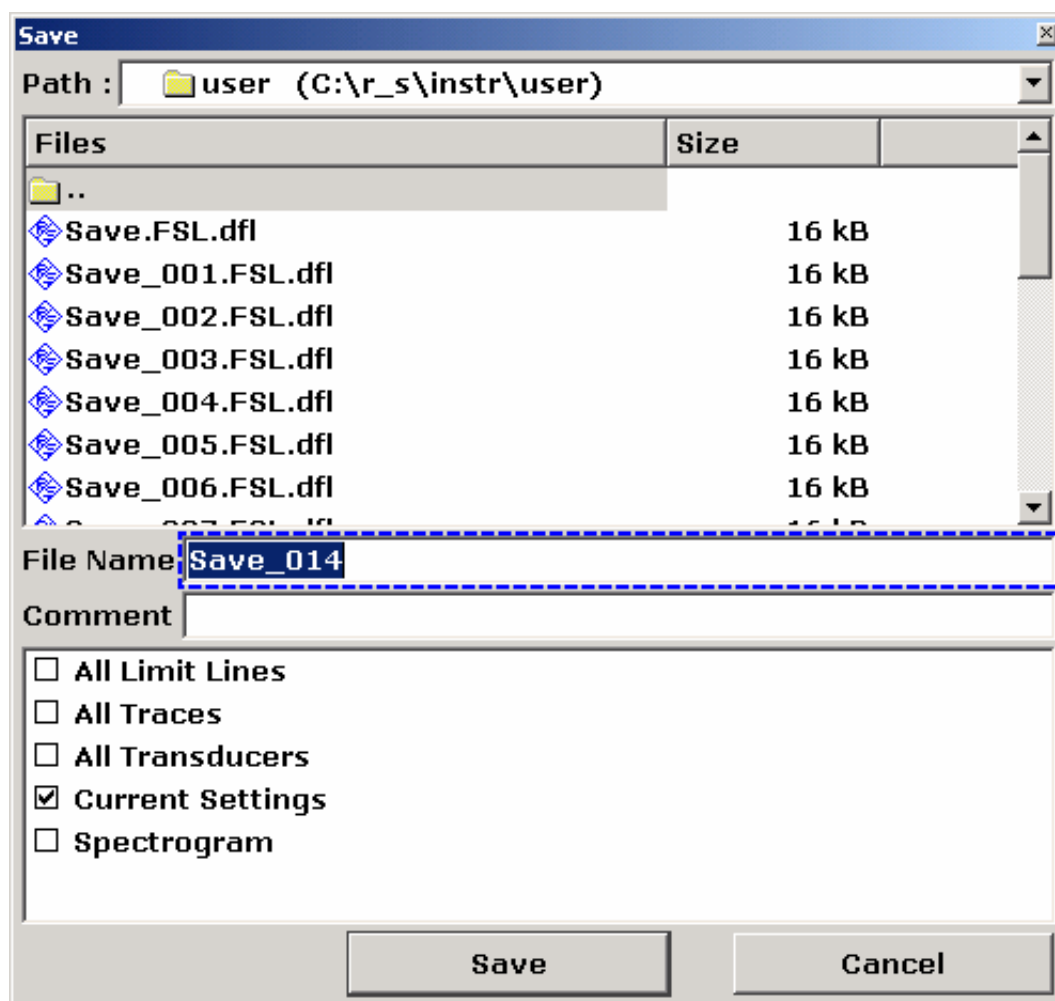 Save
Path : user (C:\r_s\instr\user)
Files Size
..
Save.FSL.dfl 16 kB
Save_001.FSL.dfl 16 kB
Save_002.FSL.dfl 16 kB
Save_003.FSL.dfl 16 kB
Save_004.FSL.dfl 16 kB
Save_005.FSL.dfl 16 kB
Save_006.FSL.dfl 16 kB
File Name Save_014
Comment
All Limit Lines
All Traces
All Transducers
Current Settings
Spectrogram
Save Cancel